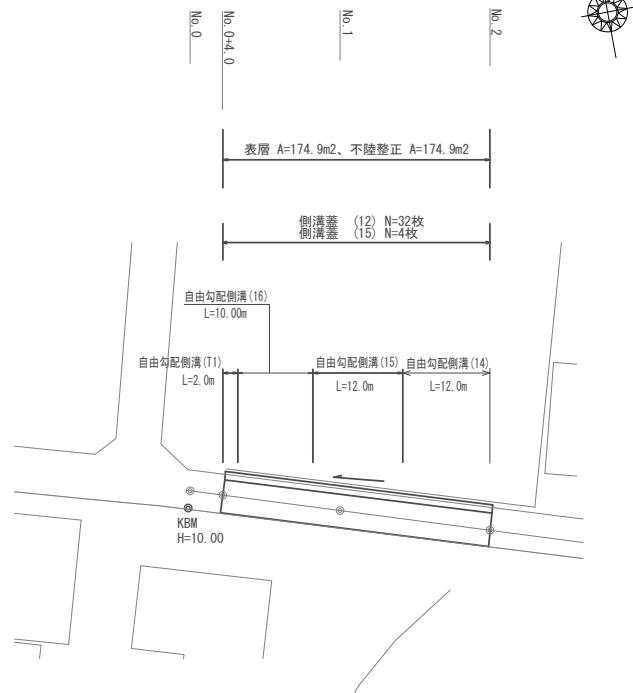 No.0
No.0+4.0
No.1
No.2
表層 A=174.9m2、不陸整正 A=174.9m2
側溝蓋 (12) N=32枚
側溝蓋 (15) N=4枚
自由勾配側溝(16)
L=10.00m
自由勾配側溝(T1)
L=2.0m
自由勾配側溝(15)
L=12.0m
自由勾配側溝(14)
L=12.0m
KBM
H=10.00